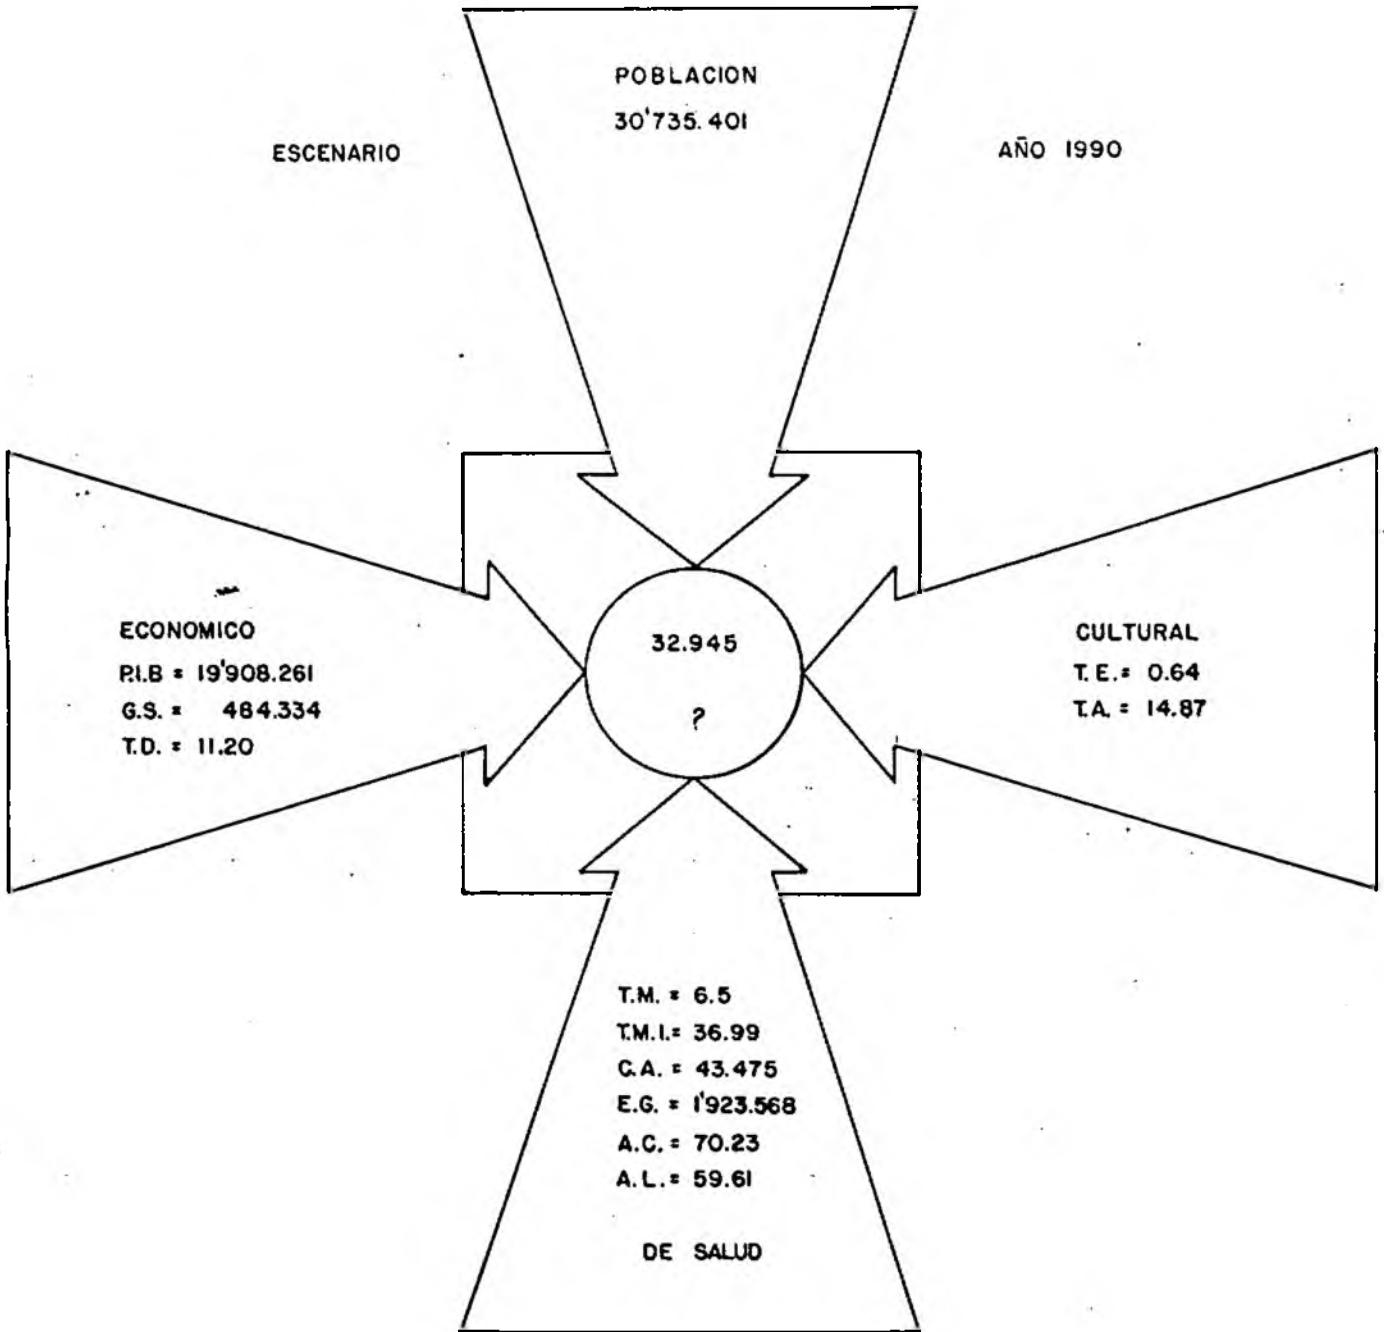 POBLACION
30'735.401
ESCENARIO
AÑO 1990
ECONOMICO
P.I.B = 19'908.261
G.S. = 484.334
T.D. = 11.20
32.945
?
CULTURAL
T.E. = 0.64
T.A. = 14.87
T.M. = 6.5
T.M.I. = 36.99
C.A. = 43.475
E.G. = 1'923.568
A.C. = 70.23
A.L. = 59.61
DE SALUD